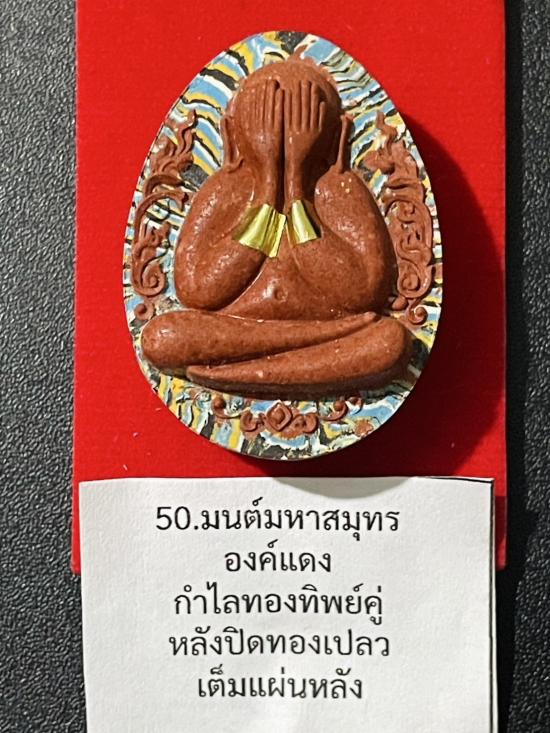 50.มนต์มหาสมุทร
องค์แดง
กำไลทองทิพย์คู่
หลังปิดทองเปลว
เต็มแผ่นหลัง